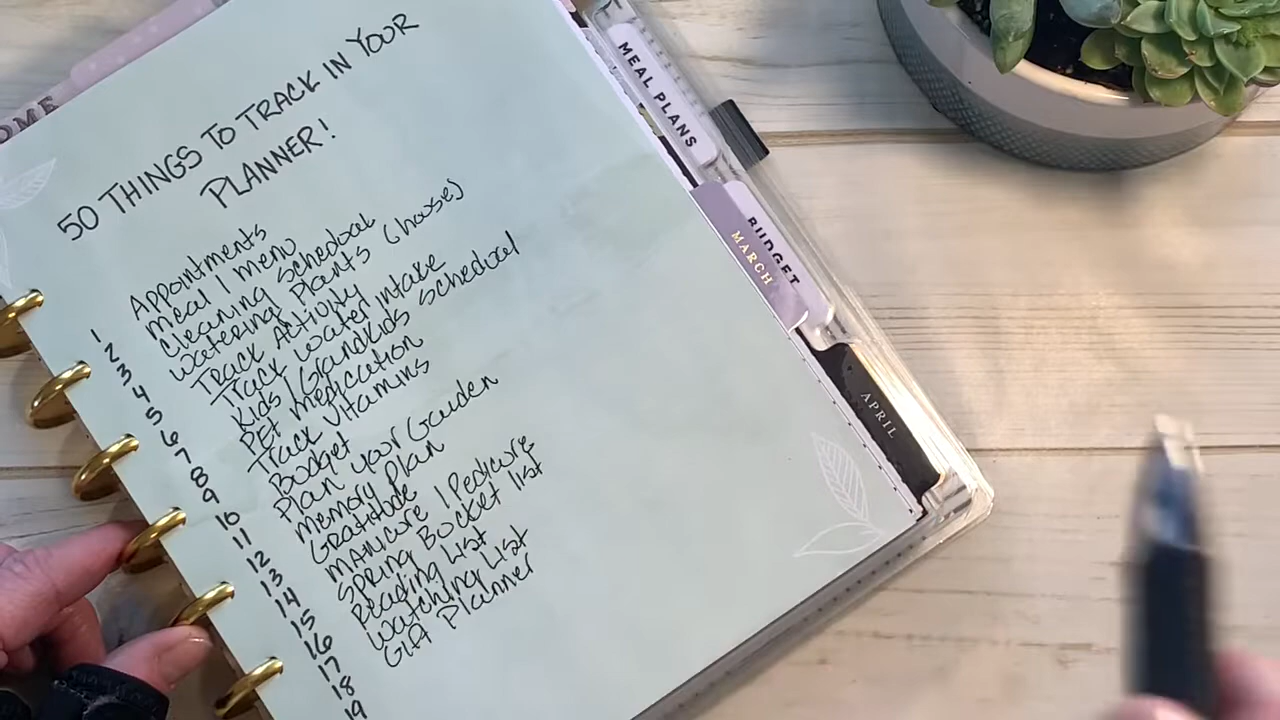 OME
50 THINGS TO TRACK IN YOUR
PLANNER!
1 Appointments
2 Meal / menu
3 Cleaning schedual
4 Watering Plants (house)
5 Track Activity
6 Track water intake
7 Kids / Grandkids schedual
8 PEt medication
9 Track vitamins
10 Budget
11 Plan your Garden
12 Memory Plan
13 Gratitude
14 MANicure / Pedicure
15 SPRING BUCKET list
16 Reading List
17 Watching List
18 Gift Planner
19
MEAL PLANS
BUDGET
MARCH
APRIL